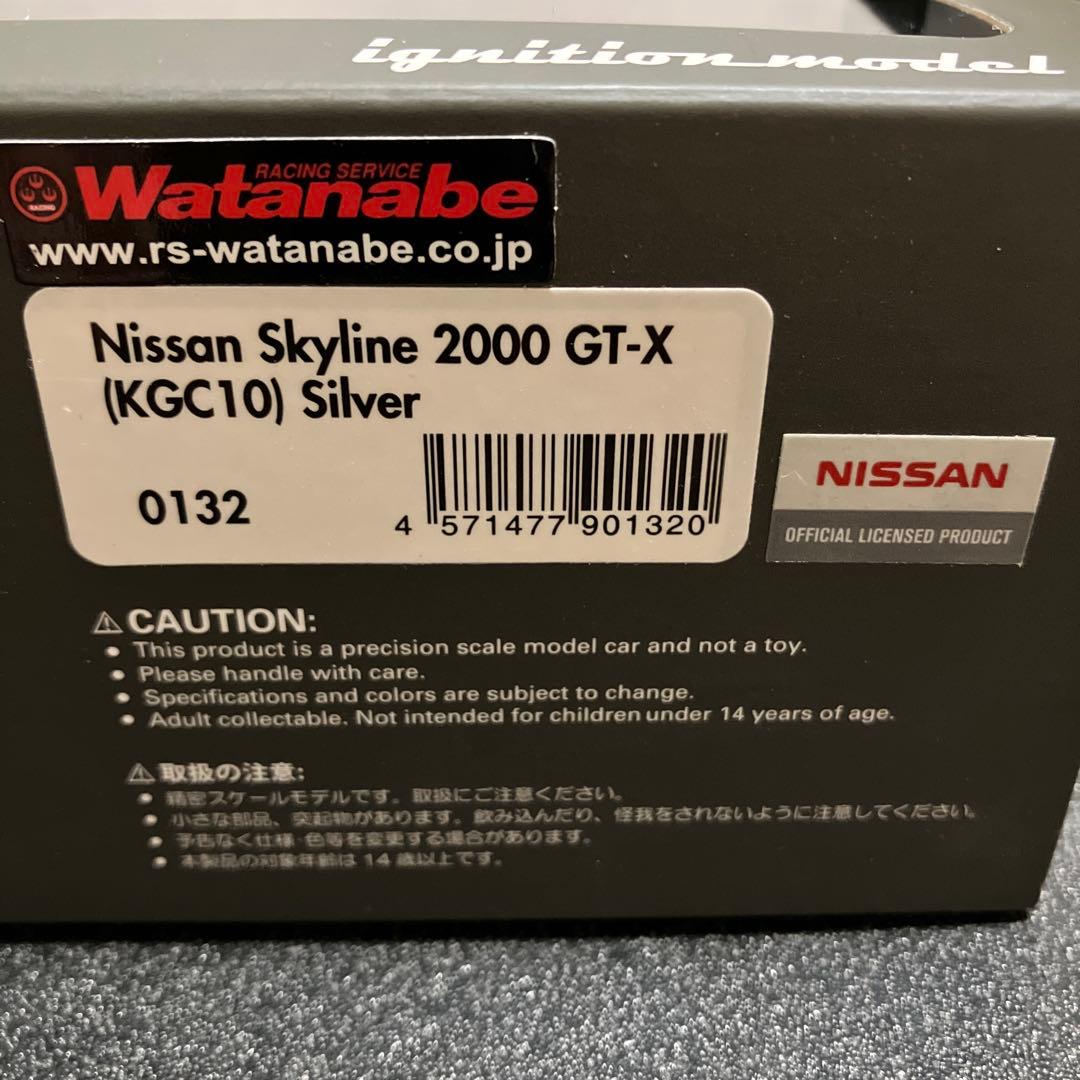 ignition model
RACING SERVICE
Watanabe
RACING
www.rs-watanabe.co.jp
Nissan Skyline 2000 GT-X
(KGC10) Silver
0132
4 571477 901320
NISSAN
OFFICIAL LICENSED PRODUCT
⚠CAUTION:
● This product is a precision scale model car and not a toy.
● Please handle with care.
● Specifications and colors are subject to change.
● Adult collectable. Not intended for children under 14 years of age.
⚠取扱の注意:
● 精密スケールモデルです。取扱にご注意ください。
● 小さな部品、突起物があります。飲み込んだり、怪我をされないように注意してください。
● 予告なく仕様·色等を変更する場合があります。
● 本製品の対象年齢は14歳以上です。